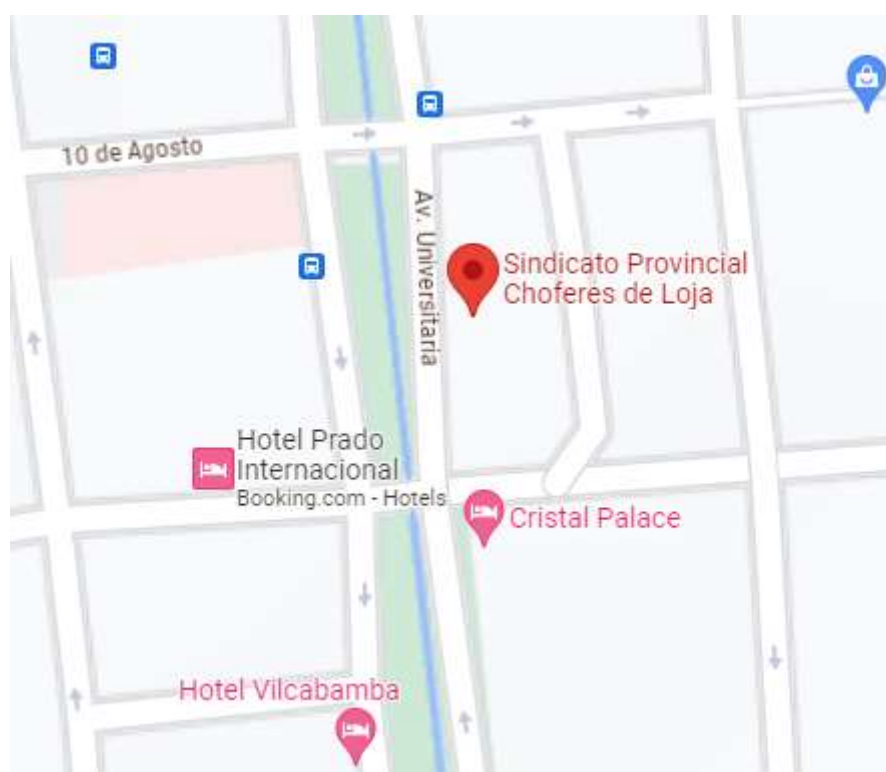 10 de Agosto
Av. Universitaria
Sindicato Provincial
Choferes de Loja
Hotel Prado
Internacional
Booking.com - Hotels
Cristal Palace
Hotel Vilcabamba